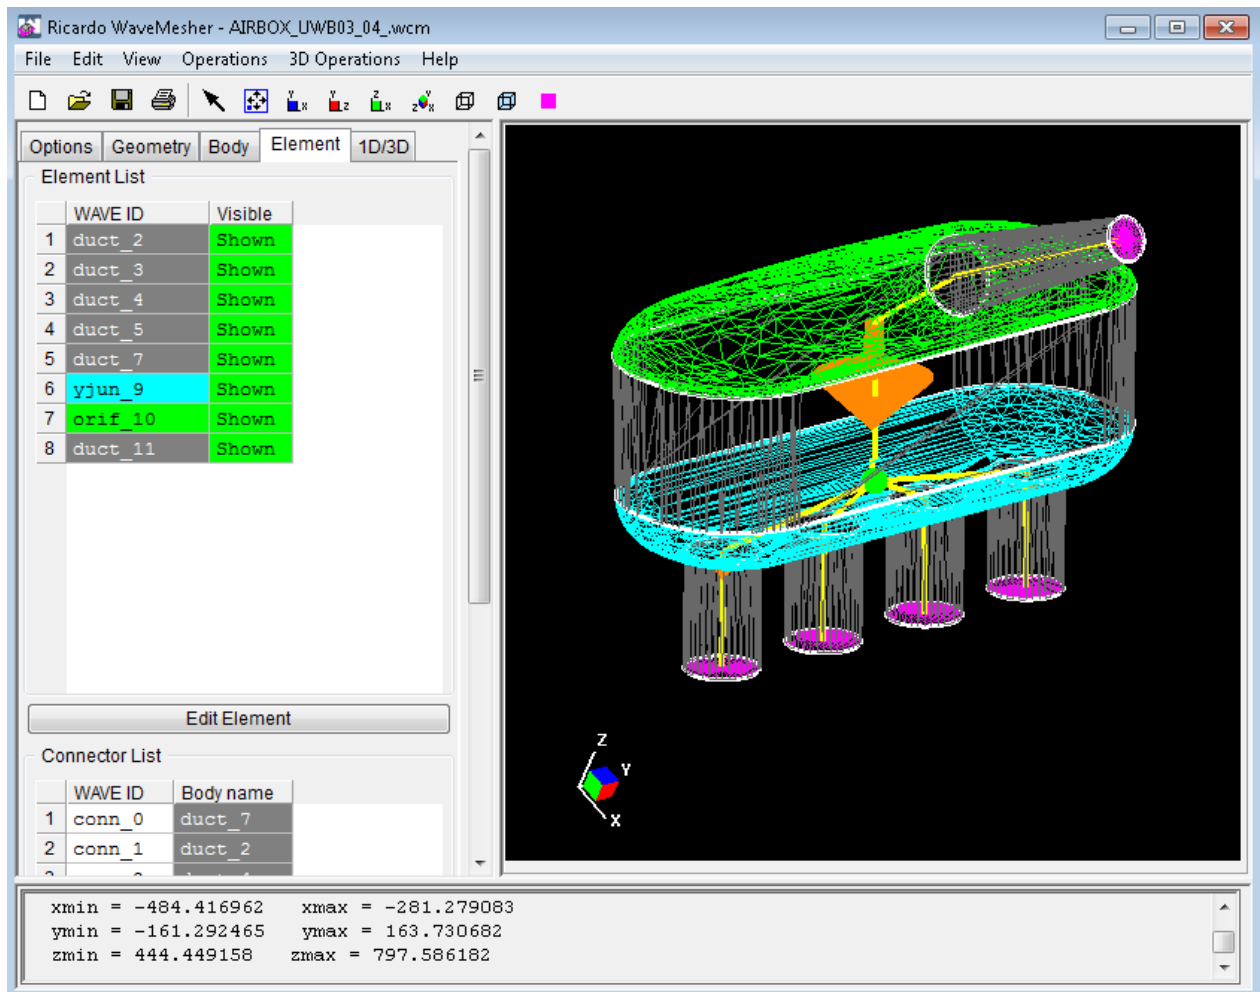 Ricardo WaveMesher - AIRBOX_UWB03_04_.wcm
File Edit View Operations 3D Operations Help
Options Geometry Body Element 1D/3D
Element List
WAVE ID Visible
1 duct_2 Shown
2 duct_3 Shown
3 duct_4 Shown
4 duct_5 Shown
5 duct_7 Shown
6 yjun_9 Shown
7 orif_10 Shown
8 duct_11 Shown
Edit Element
Connector List
WAVE ID Body name
1 conn_0 duct_7
2 conn_1 duct_2
Z
Y
X
xmin = -484.416962 xmax = -281.279083
ymin = -161.292465 ymax = 163.730682
zmin = 444.449158 zmax = 797.586182